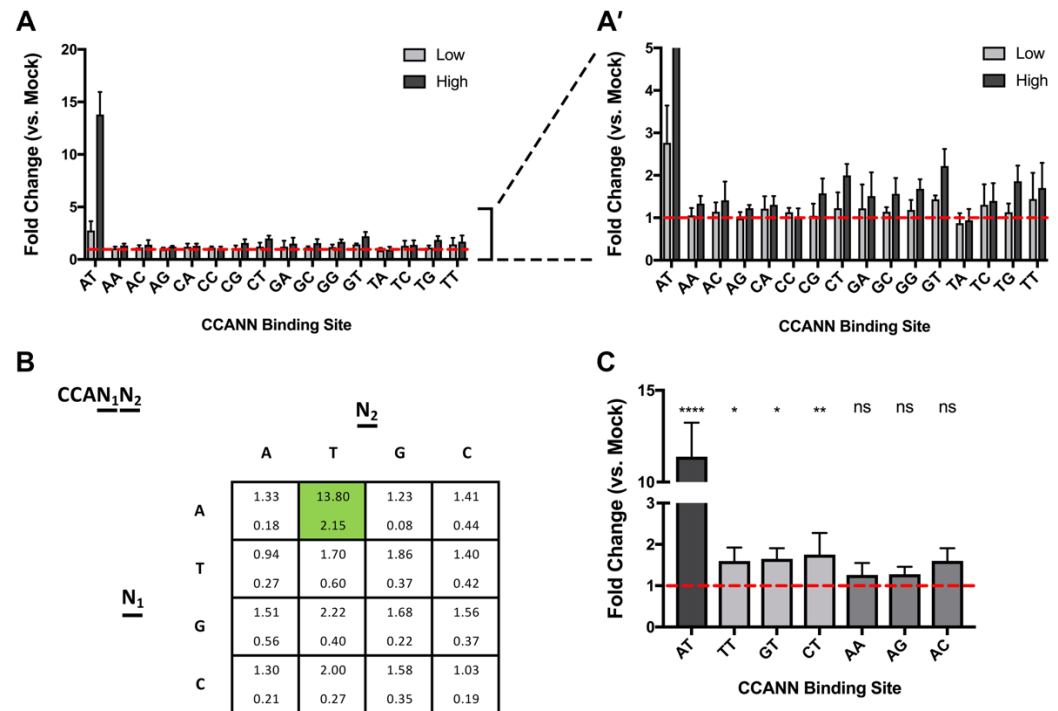 A
Fold Change (vs. Mock)
20
15
10
5
0
Low
High
AT AA AC AG CA CC CG CT GA GC GG GT TA TC TG TT
CCANN Binding Site
A′
Fold Change (vs. Mock)
5
4
3
2
1
0
Low
High
AT AA AC AG CA CC CG CT GA GC GG GT TA TC TG TT
CCANN Binding Site
B
CCAN₁N₂
N₂
A T G C
N₁
A
1.33 13.80 1.23 1.41
0.18 2.15 0.08 0.44
T
0.94 1.70 1.86 1.40
0.27 0.60 0.37 0.42
G
1.51 2.22 1.68 1.56
0.56 0.40 0.22 0.37
C
1.30 2.00 1.58 1.03
0.21 0.27 0.35 0.19
C
Fold Change (vs. Mock)
15
10
2
1
0
**** * * ** ns ns ns
AT TT GT CT AA AG AC
CCANN Binding Site